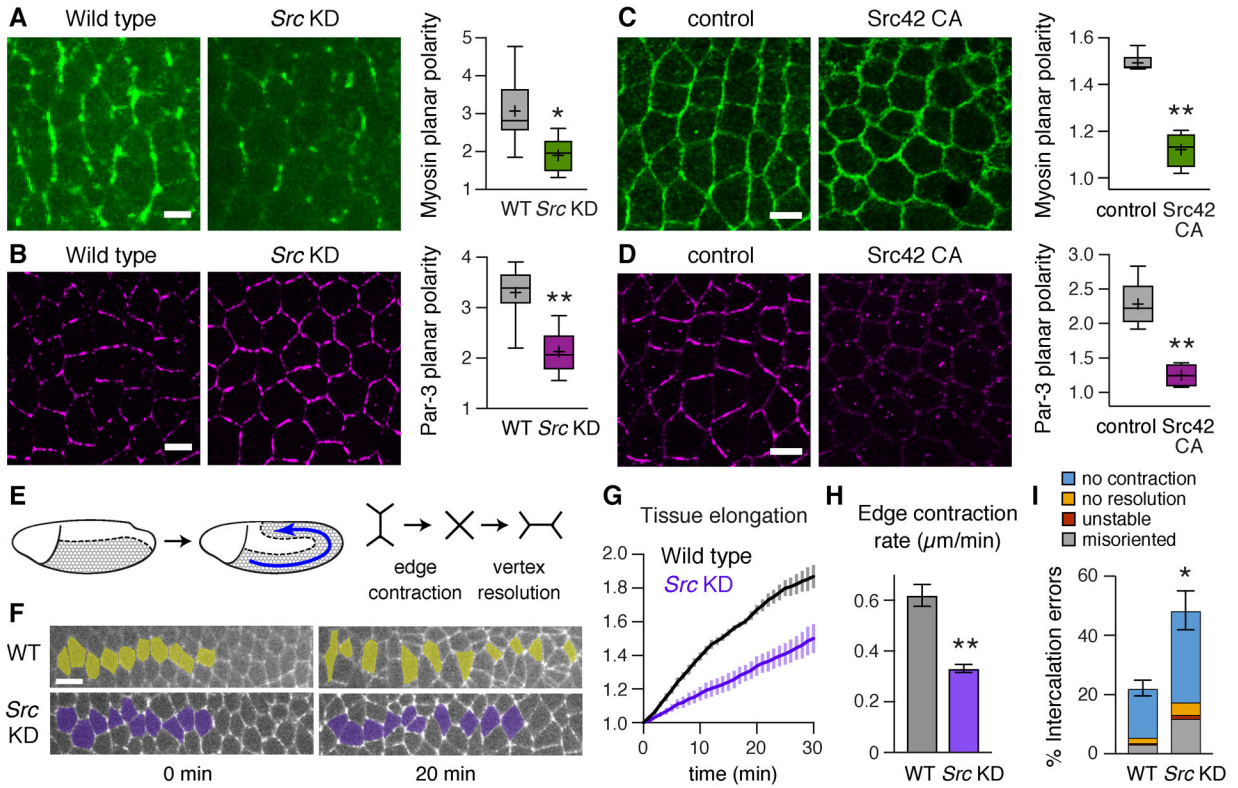 A
Wild type
Src KD
Myosin planar polarity
5
4
3
2
1
*
WT Src KD
C
control
Src42 CA
Myosin planar polarity
1.6
1.4
1.2
1.0
**
control Src42
CA
B
Wild type
Src KD
Par-3 planar polarity
4
3
2
1
**
WT Src KD
D
control
Src42 CA
Par-3 planar polarity
3.0
2.5
2.0
1.5
1.0
**
control Src42
CA
E
edge
contraction
vertex
resolution
F
WT
Src
KD
0 min
20 min
G
Tissue elongation
Wild type
Src KD
2.0
1.8
1.6
1.4
1.2
1.0
0
10
20
30
time (min)
H
Edge contraction
rate (µm/min)
0.6
0.4
0.2
0
**
WT Src KD
I
no contraction
no resolution
unstable
misoriented
% Intercalation errors
60
40
20
0
*
WT Src KD